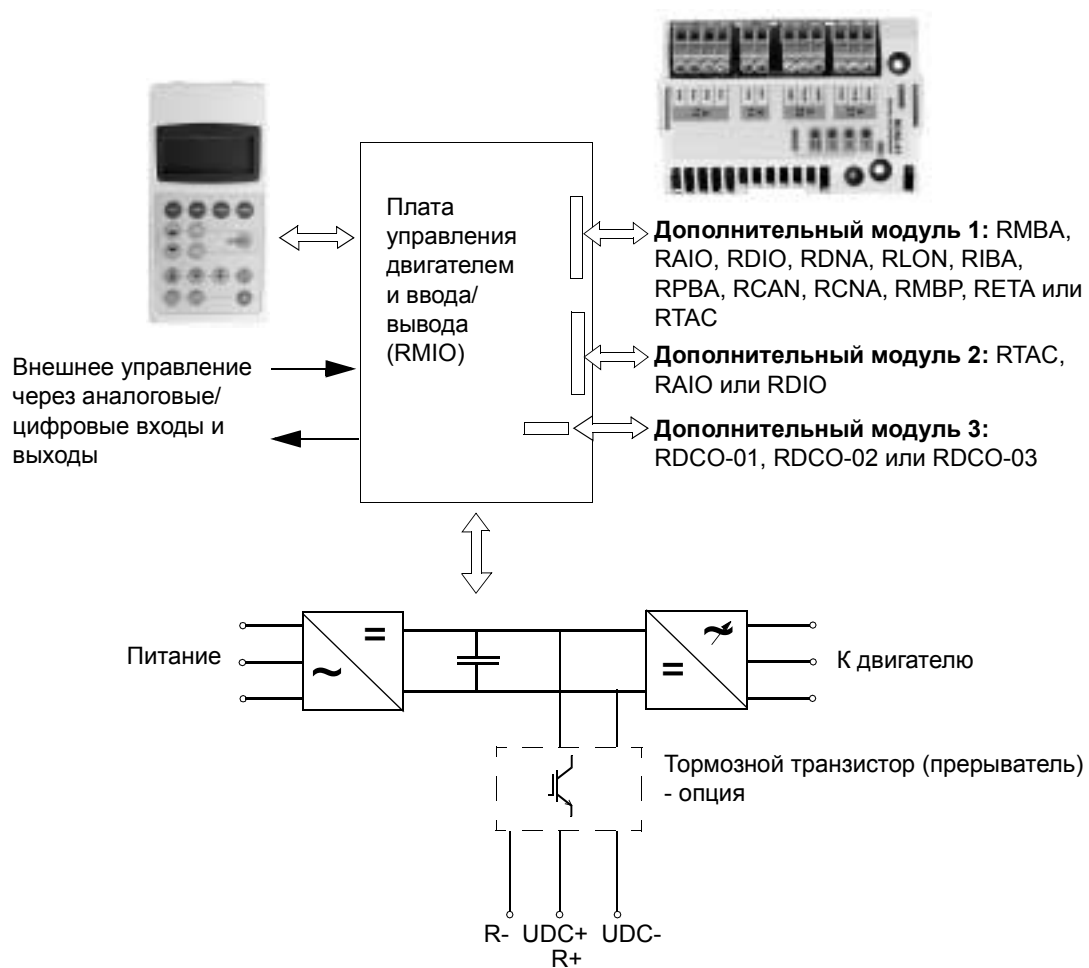 Плата
управления
двигателем
и ввода/
вывода
(RMIO)
Дополнительный модуль 1: RMBA,
RAIO, RDIO, RDNA, RLON, RIBA,
RPBA, RCAN, RCNA, RMBP, RETA или
RTAC
Внешнее управление
через аналоговые/
цифровые входы и
выходы
Дополнительный модуль 2: RTAC,
RAIO или RDIO
Дополнительный модуль 3:
RDCO-01, RDCO-02 или RDCO-03
Питание
=
~
=
~
К двигателю
Тормозной транзистор (прерыватель)
- опция
R- UDC+ UDC-
R+